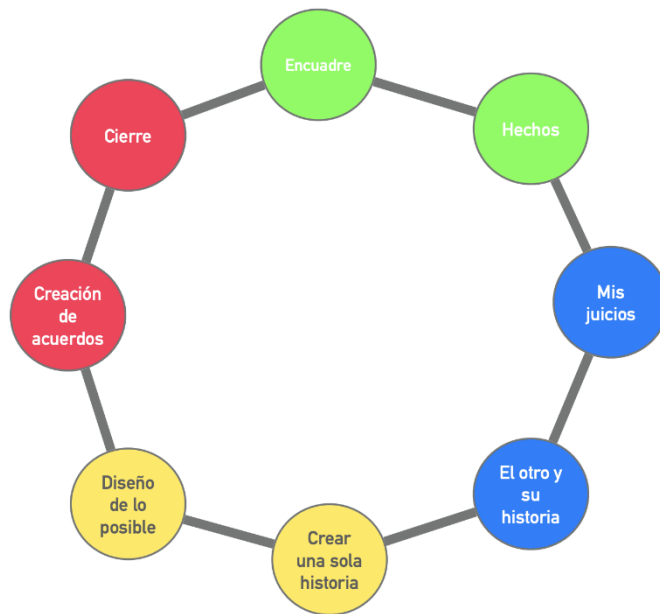 Encuadre
Hechos
Mis
juicios
El otro y
su
historia
Crear
una sola
historia
Diseño
de lo
posible
Creación
de
acuerdos
Cierre